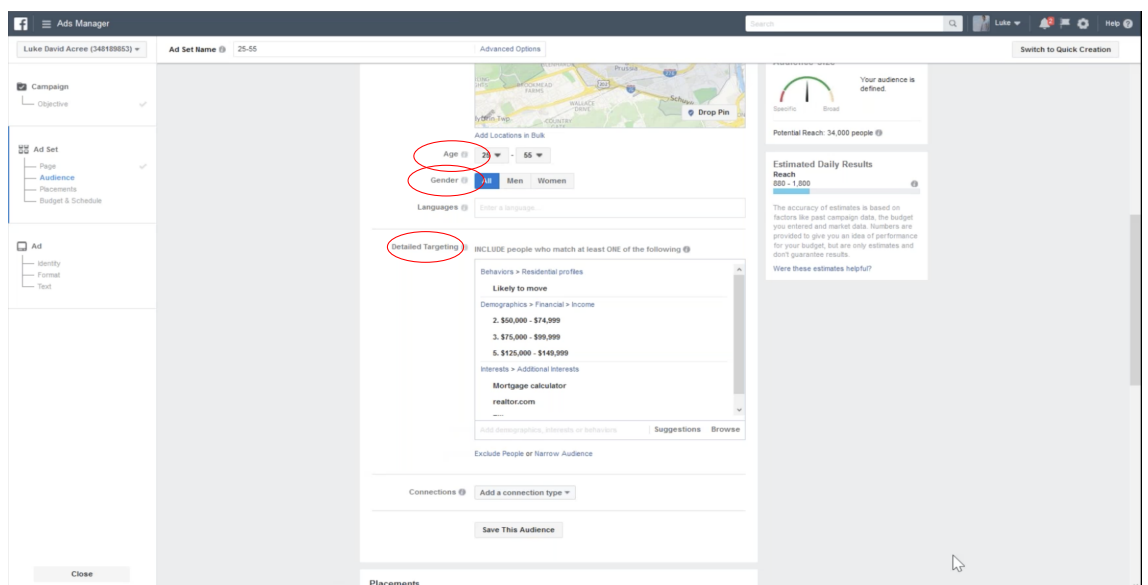 Ads Manager
Search
Luke
2
Help
Luke David Acree (348189853)
Ad Set Name
25-55
Advanced Options
Switch to Quick Creation
Campaign
Objective
Ad Set
Page
Audience
Placements
Budget & Schedule
Ad
Identity
Format
Text
Close
Prussia
WALLACE
DRIVE
COUNTRY
Drop Pin
Add Locations in Bulk
Age
25 - 55
Gender
All Men Women
Languages
Enter a language...
Detailed Targeting
INCLUDE people who match at least ONE of the following
Behaviors > Residential profiles
Likely to move
Demographics > Financial > Income
2. $50,000 - $74,999
3. $75,000 - $99,999
5. $125,000 - $149,999
Interests > Additional Interests
Mortgage calculator
realtor.com
Add demographics, interests or behaviors
Suggestions Browse
Exclude People or Narrow Audience
Connections
Add a connection type
Save This Audience
Placements
Audience Size
Your audience is
defined.
Specific Broad
Potential Reach: 34,000 people
Estimated Daily Results
Reach
880 - 1,800
The accuracy of estimates is based on
factors like past campaign data, the budget
you entered and market data. Numbers are
provided to give you an idea of performance
for your budget, but are only estimates and
don't guarantee results.
Were these estimates helpful?